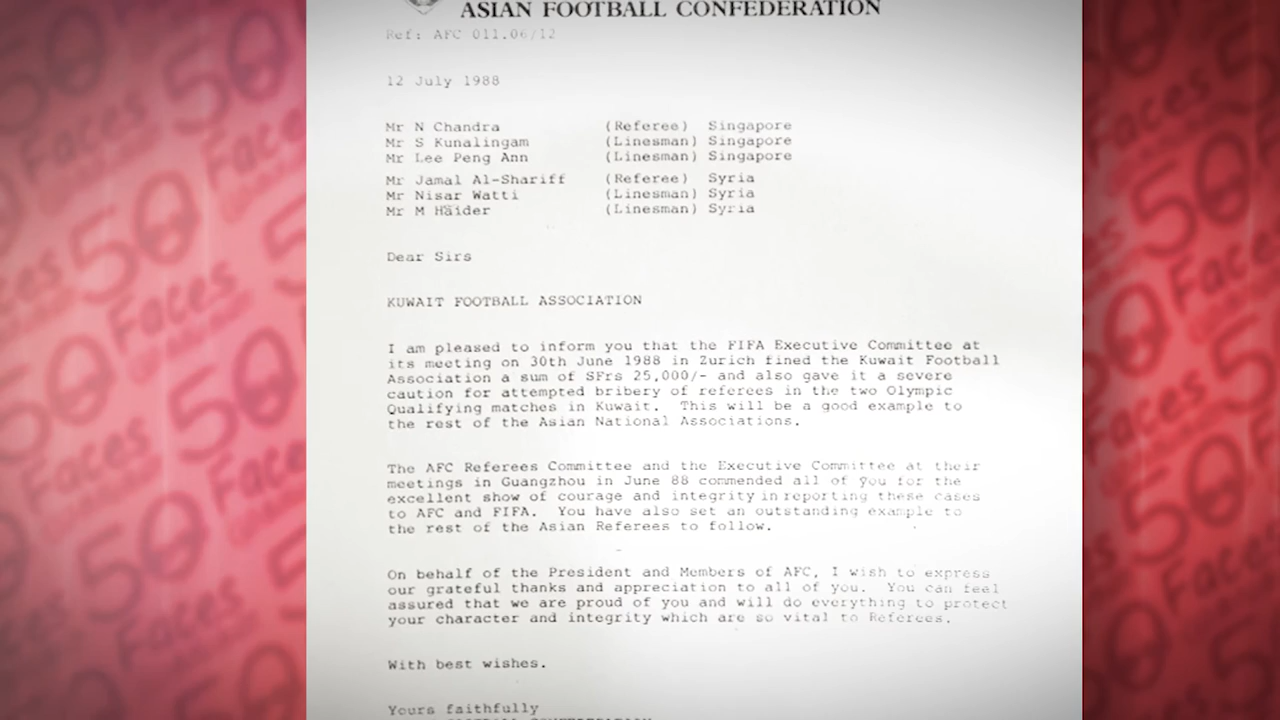 ASIAN FOOTBALL CONFEDERATION
Ref: AFC 011.06/12
12 July 1988
Mr N Chandra (Referee) Singapore
Mr S Kunalingam (Linesman) Singapore
Mr Lee Peng Ann (Linesman) Singapore
Mr Jamal Al-Shariff (Referee) Syria
Mr Nisar Watti (Linesman) Syria
Mr M Haider (Linesman) Syria
Dear Sirs
KUWAIT FOOTBALL ASSOCIATION
I am pleased to inform you that the FIFA Executive Committee at
its meeting on 30th June 1988 in Zurich fined the Kuwait Football
Association a sum of SFrs 25,000/- and also gave it a severe
caution for attempted bribery of referees in the two Olympic
Qualifying matches in Kuwait. This will be a good example to
the rest of the Asian National Associations.
The AFC Referees Committee and the Executive Committee at their
meetings in Guangzhou in June 88 commended all of you for the
excellent show of courage and integrity in reporting these cases
to AFC and FIFA. You have also set an outstanding example to
the rest of the Asian Referees to follow.
On behalf of the President and Members of AFC, I wish to express
our grateful thanks and appreciation to all of you. You can feel
assured that we are proud of you and will do everything to protect
your character and integrity which are so vital to Referees.
With best wishes.
Yours faithfully
50 Faces